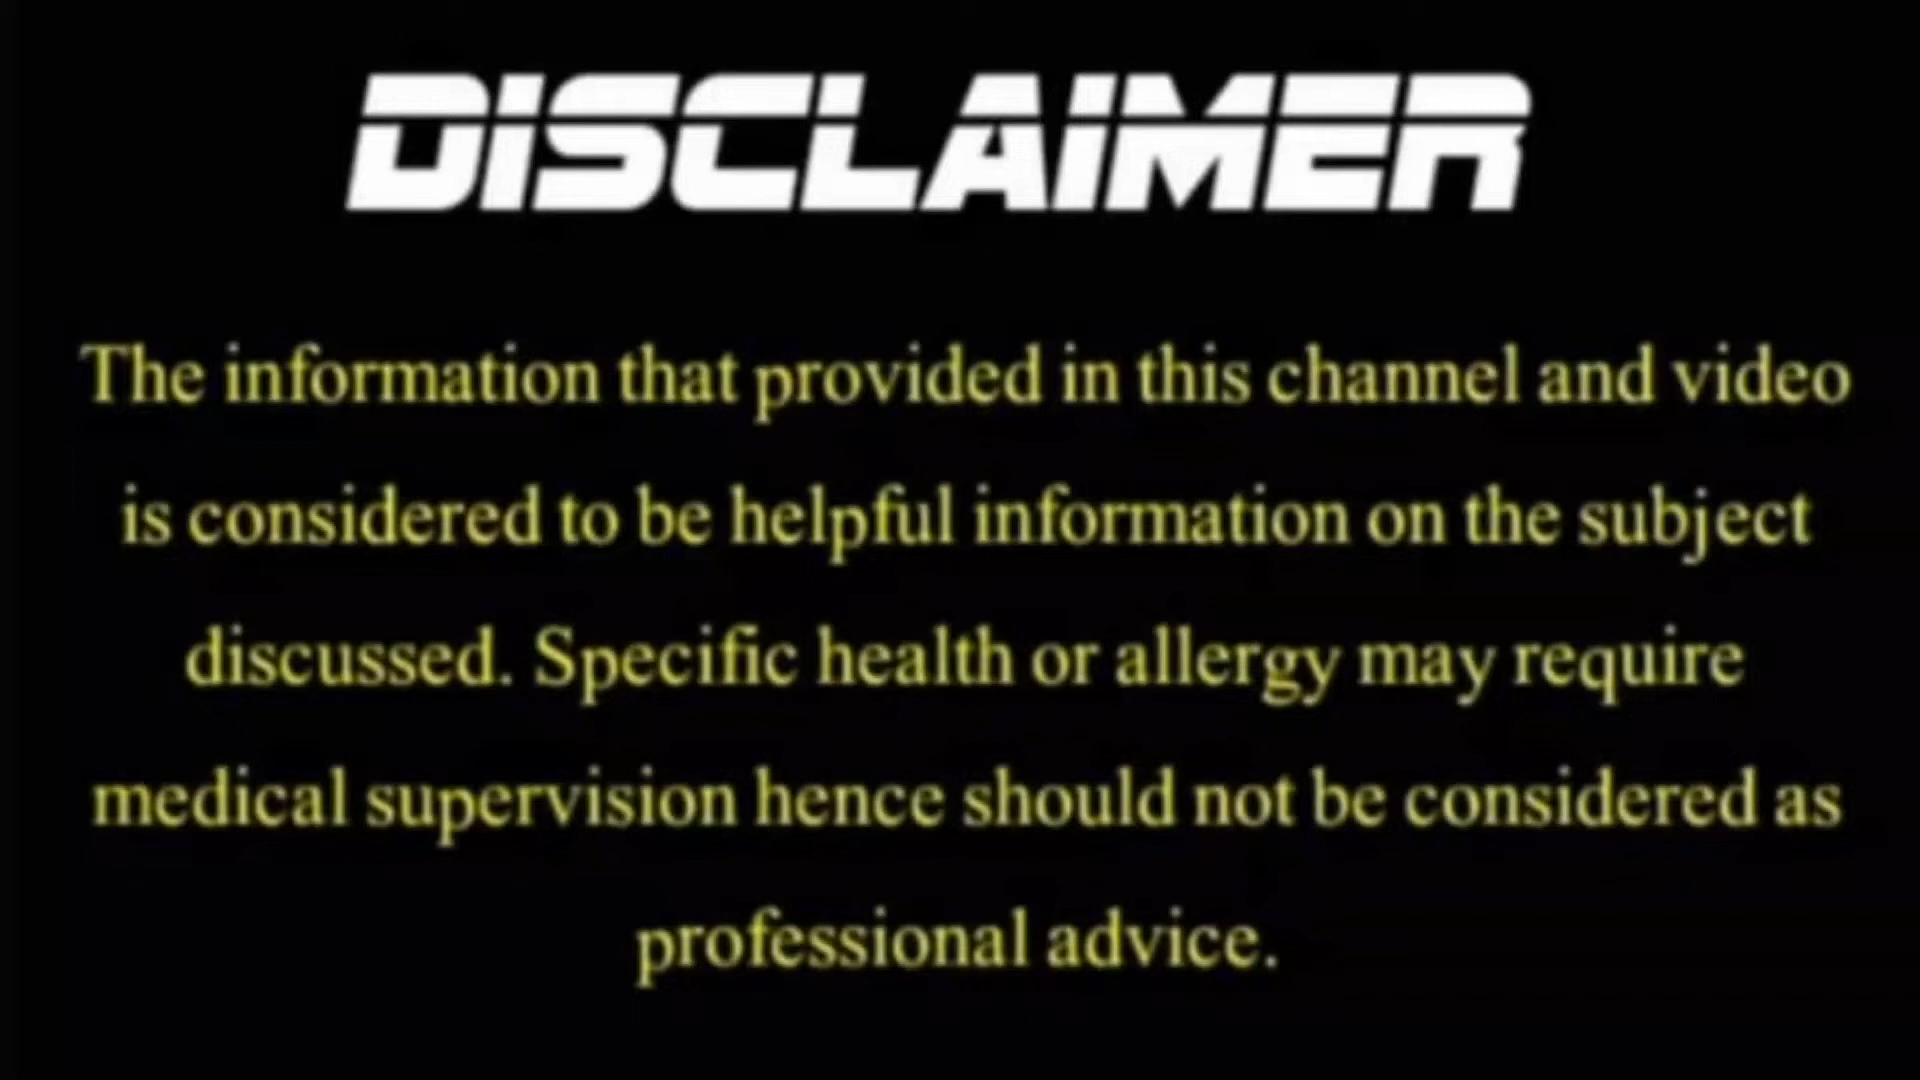 DISCLAIMER
The information that provided in this channel and video
is considered to be helpful information on the subject
discussed. Specific health or allergy may require
medical supervision hence should not be considered as
professional advice.